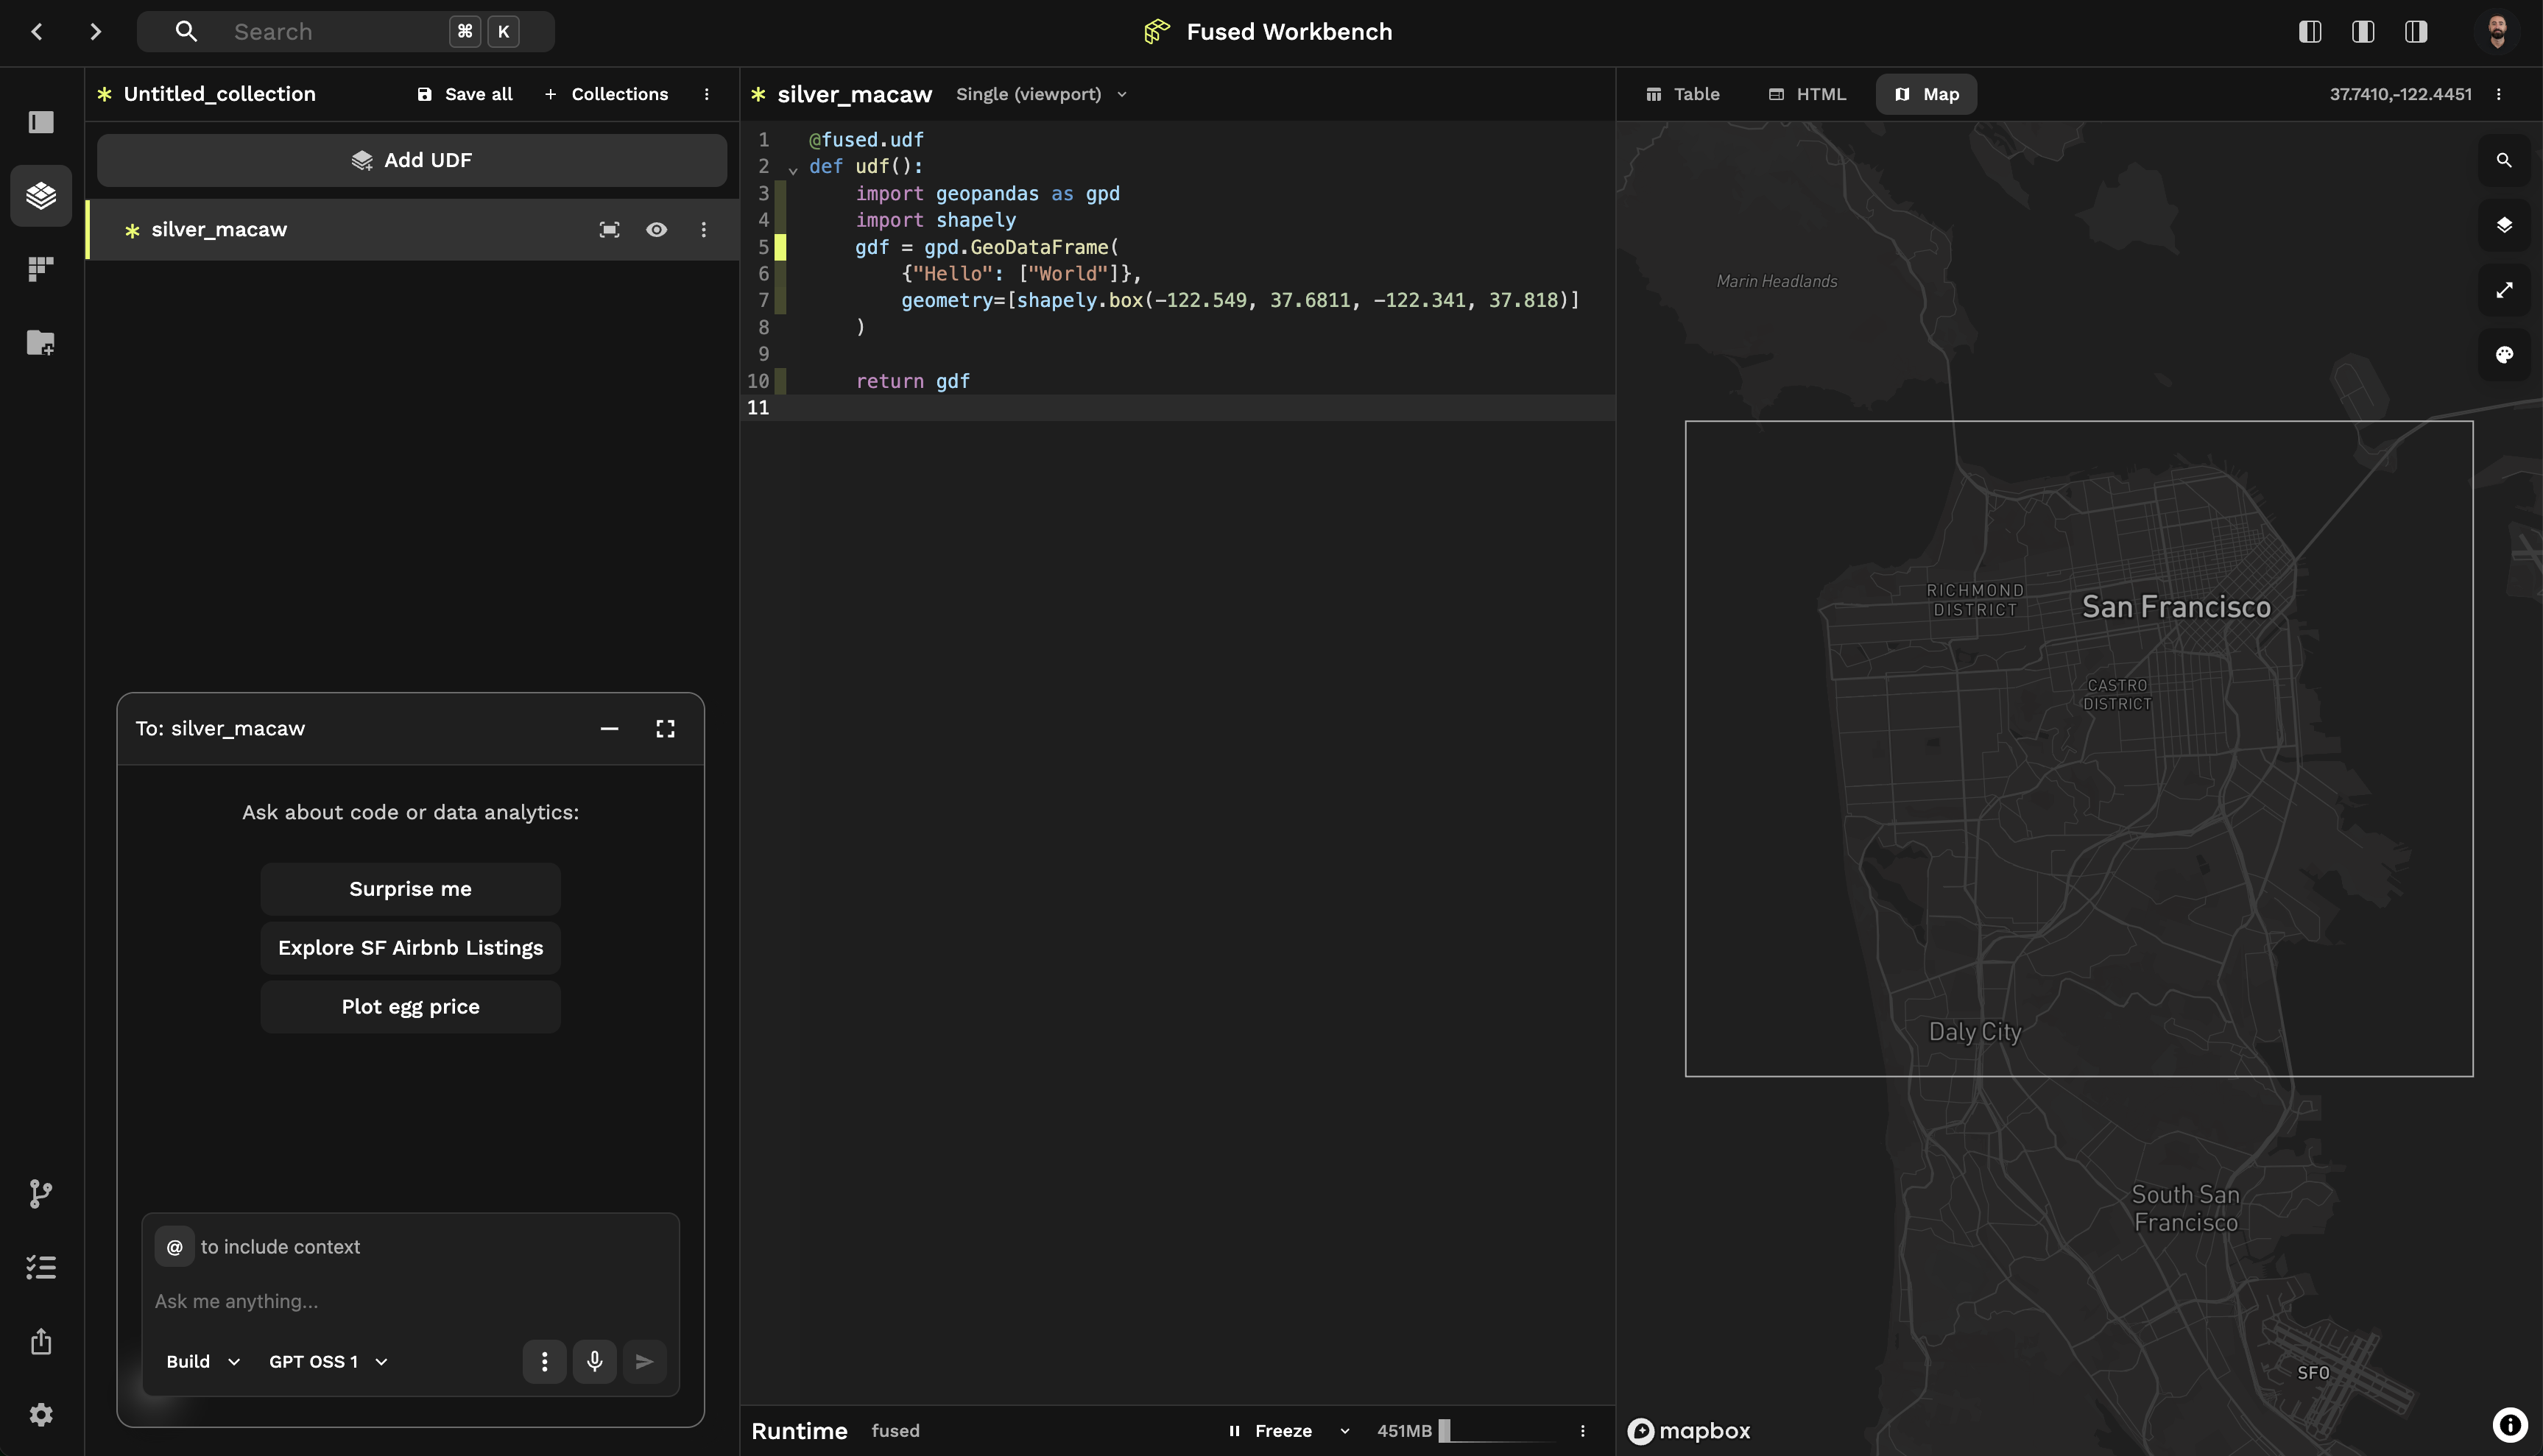 Search
⌘ K
Fused Workbench
Untitled_collection
Save all
+ Collections
Add UDF
silver_macaw
To: silver_macaw
Ask about code or data analytics:
Surprise me
Explore SF Airbnb Listings
Plot egg price
@ to include context
Ask me anything...
Build
GPT OSS 1
silver_macaw
Single (viewport)
1 @fused.udf
2 def udf():
3 import geopandas as gpd
4 import shapely
5 gdf = gpd.GeoDataFrame(
6 {"Hello": ["World"]},
7 geometry=[shapely.box(-122.549, 37.6811, -122.341, 37.818)]
8 )
9
10 return gdf
11
Runtime fused
Freeze
451MB
Table
HTML
Map
37.7410,-122.4451
Marin Headlands
RICHMOND
DISTRICT
San Francisco
CASTRO
DISTRICT
Daly City
South San
Francisco
SFO
mapbox